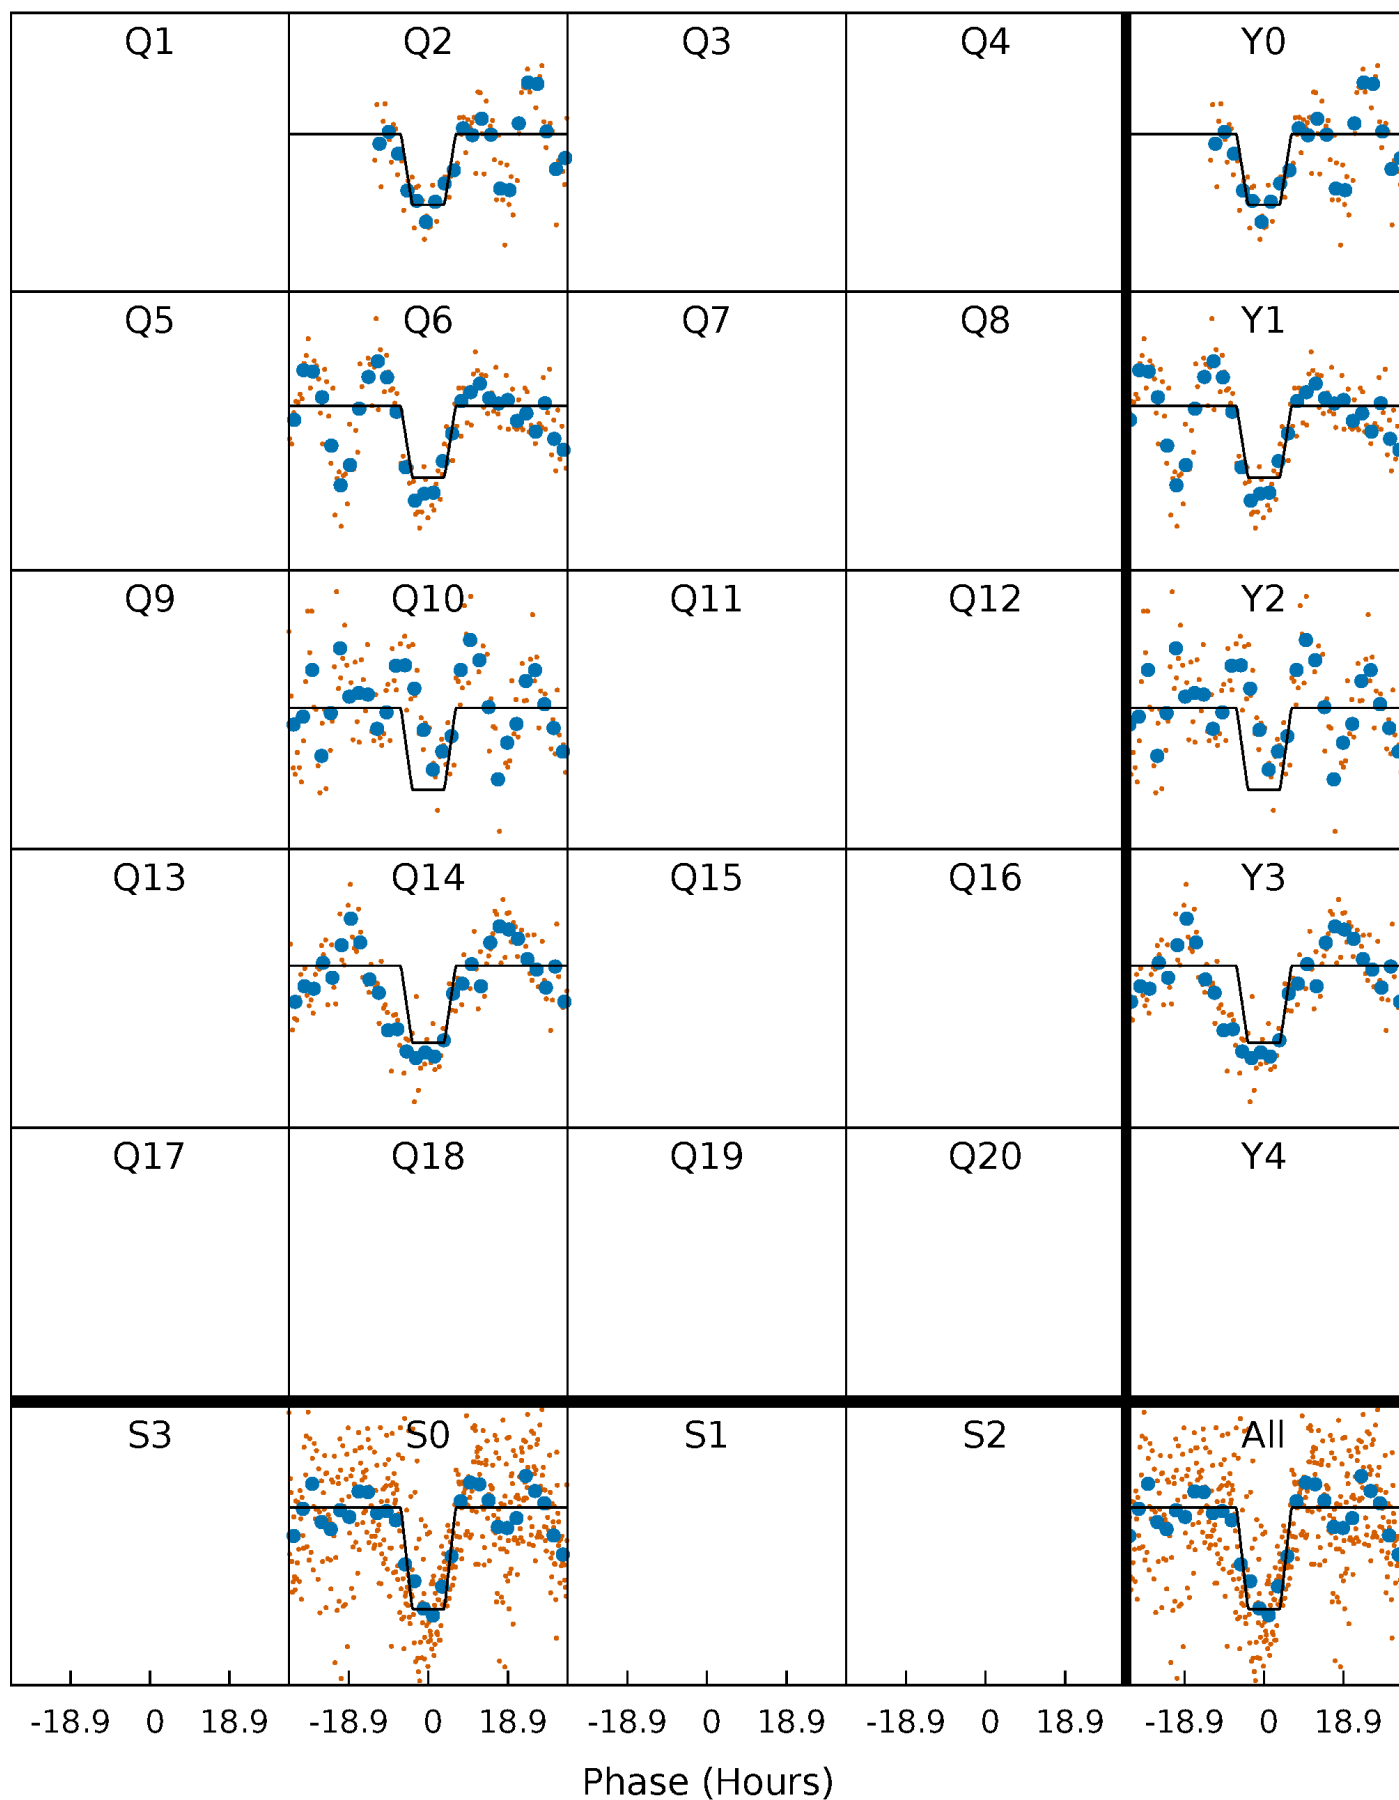 Q1 Q2 Q3 Q4 Y0
Q5 Q6 Q7 Q8 Y1
Q9 Q10 Q11 Q12 Y2
Q13 Q14 Q15 Q16 Y3
Q17 Q18 Q19 Q20 Y4
S3 S0 S1 S2 All
-18.9 0 18.9 -18.9 0 18.9 -18.9 0 18.9 -18.9 0 18.9 -18.9 0 18.9
Phase (Hours)